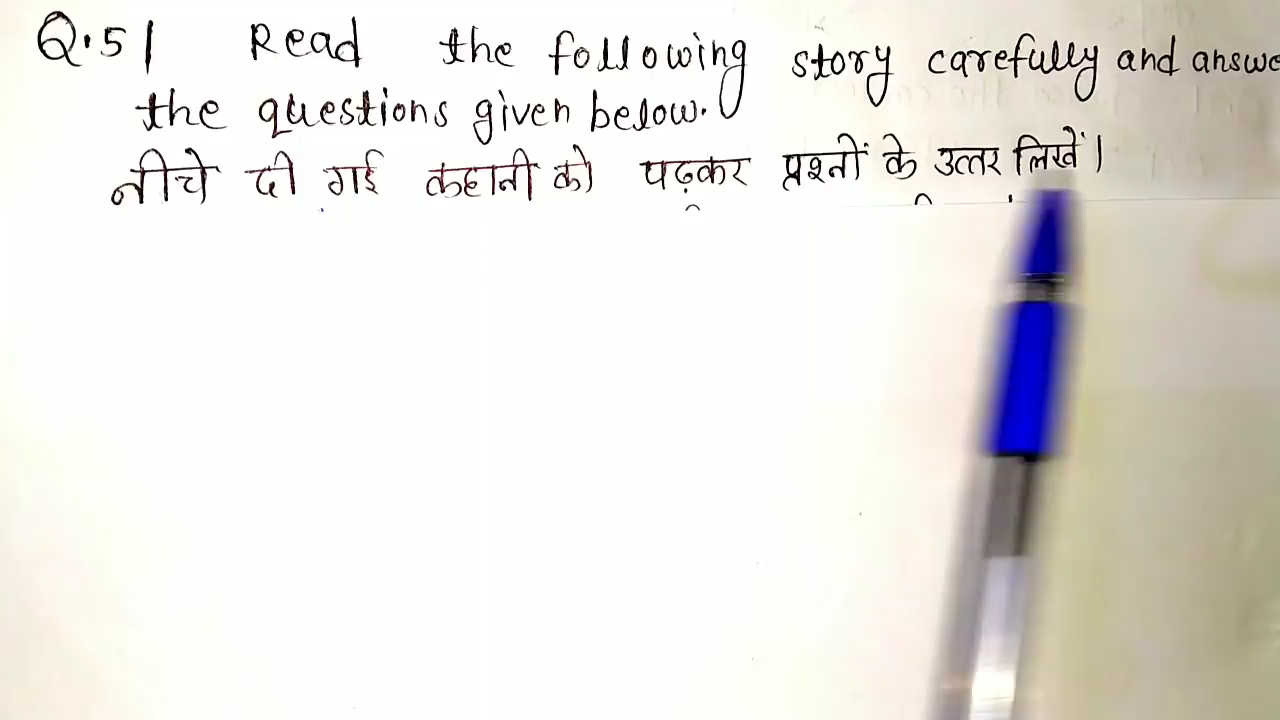 Q.5| Read the following story carefully and answe
the questions given below.
नीचे दी गई कहानी को पढ़कर प्रश्नों के उत्तर लिखें।